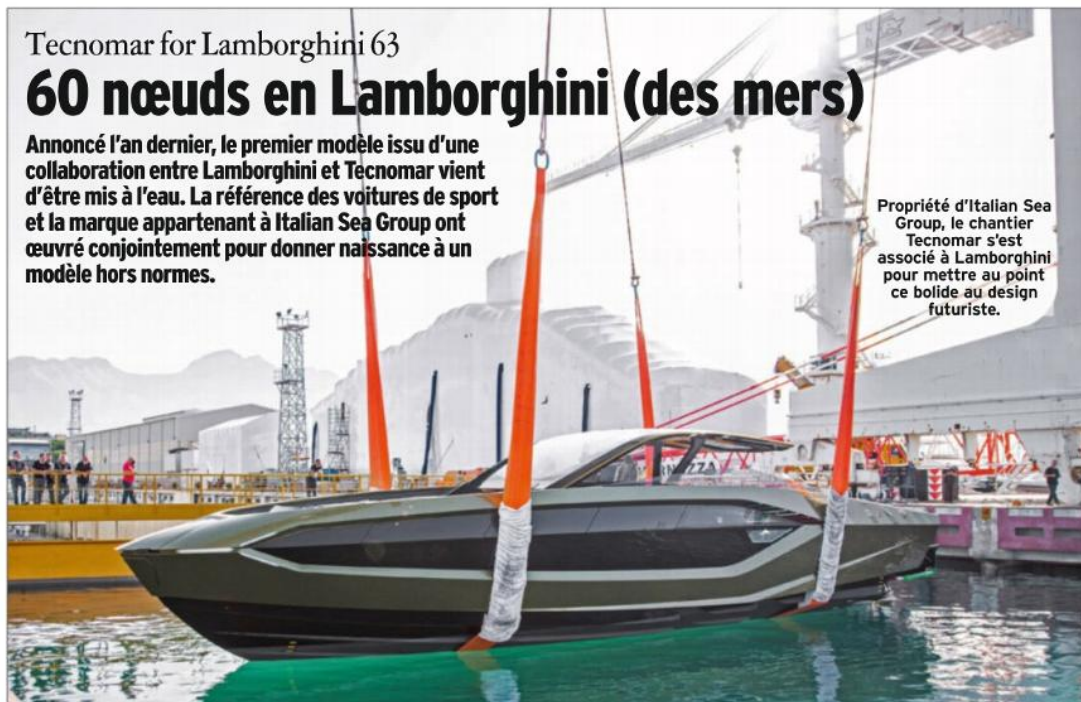 Tecnomar for Lamborghini 63
60 nœuds en Lamborghini (des mers)
Annoncé l’an dernier, le premier modèle issu d’une
collaboration entre Lamborghini et Tecnomar vient
d’être mis à l’eau. La référence des voitures de sport
et la marque appartenant à Italian Sea Group ont
œuvré conjointement pour donner naissance à un
modèle hors normes.
Propriété d’Italian Sea
Group, le chantier
Tecnomar s’est
associé à Lamborghini
pour mettre au point
ce bolide au design
futuriste.